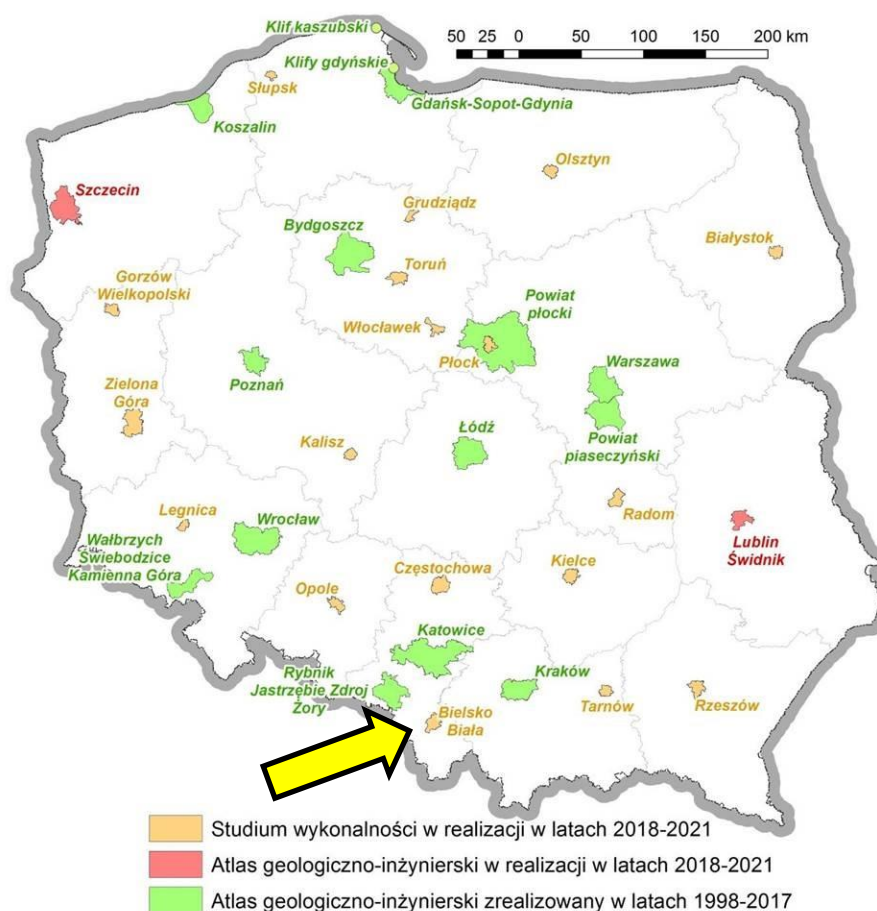 Klif kaszubski
50 25 0 50 100 150 200 km
Klify gdyńskie
Słupsk
Gdańsk-Sopot-Gdynia
Koszalin
Olsztyn
Szczecin
Grudziądz
Bydgoszcz
Białystok
Toruń
Gorzów
Wielkopolski
Powiat
płocki
Włocławek
Płock
Warszawa
Poznań
Zielona
Góra
Łódź
Kalisz
Powiat
piaseczyński
Legnica
Radom
Wrocław
Lublin
Świdnik
Wałbrzych
Świebodzice
Kamienna Góra
Częstochowa
Kielce
Opole
Katowice
Kraków
Rybnik
Jastrzębie Zdroj
Żory
Bielsko
Biała
Tarnów
Rzeszów
Studium wykonalności w realizacji w latach 2018-2021
Atlas geologiczno-inżynierski w realizacji w latach 2018-2021
Atlas geologiczno-inżynierski zrealizowany w latach 1998-2017